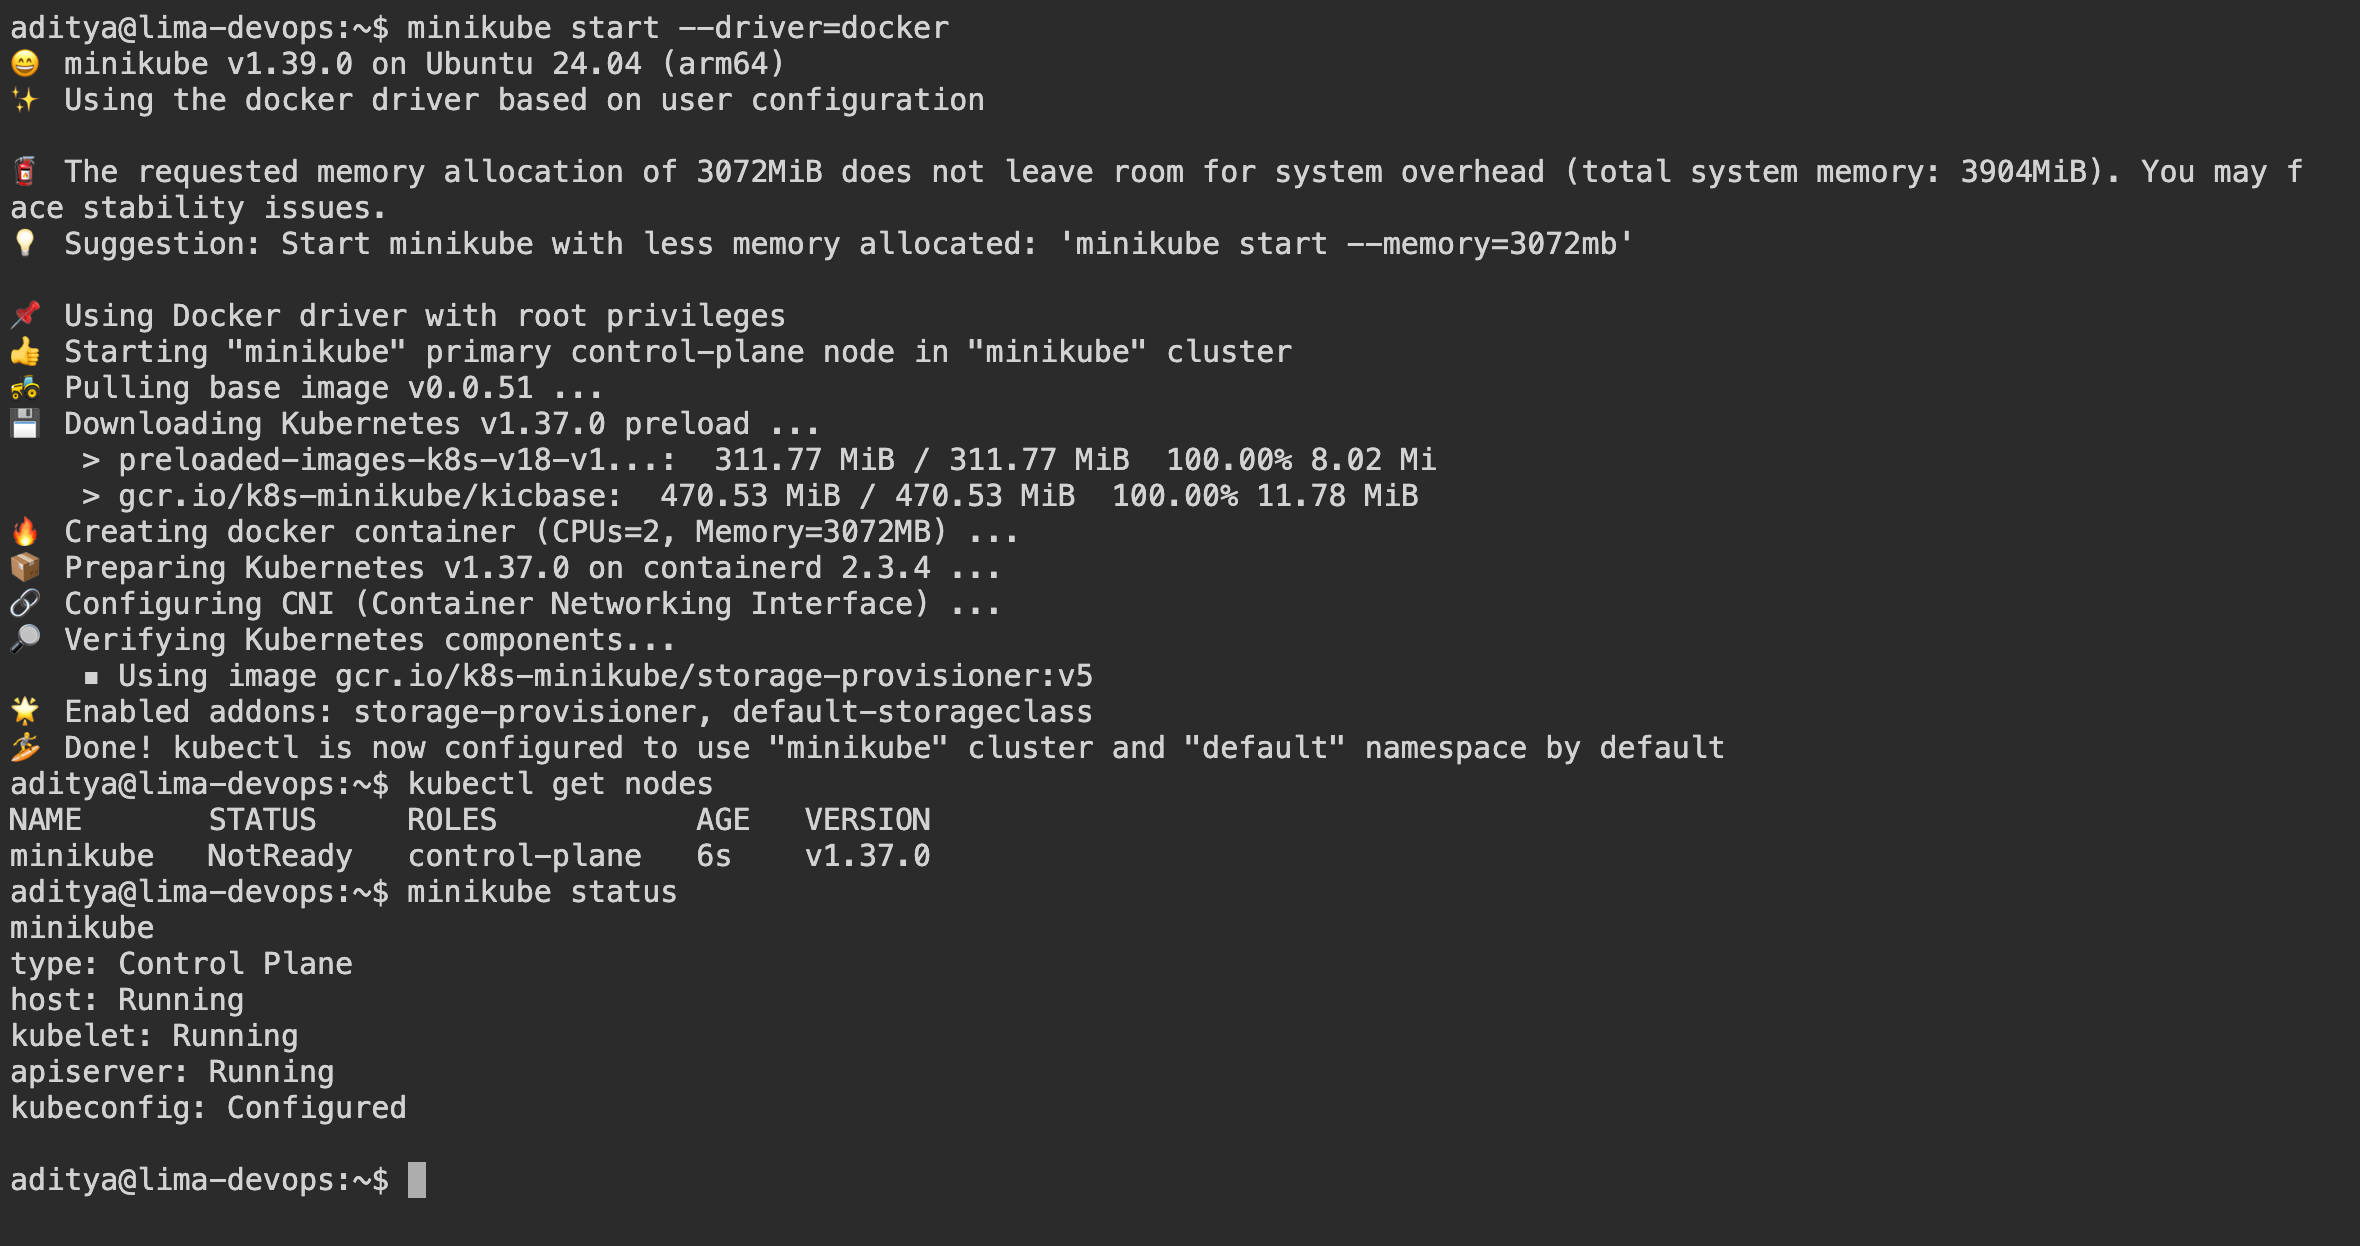 aditya@lima-devops:~$ minikube start --driver=docker
😄 minikube v1.39.0 on Ubuntu 24.04 (arm64)
✨ Using the docker driver based on user configuration
🧯 The requested memory allocation of 3072MiB does not leave room for system overhead (total system memory: 3904MiB). You may f
ace stability issues.
💡 Suggestion: Start minikube with less memory allocated: 'minikube start --memory=3072mb'
📌 Using Docker driver with root privileges
👍 Starting "minikube" primary control-plane node in "minikube" cluster
🚜 Pulling base image v0.0.51 ...
💾 Downloading Kubernetes v1.37.0 preload ...
> preloaded-images-k8s-v18-v1...: 311.77 MiB / 311.77 MiB 100.00% 8.02 Mi
> gcr.io/k8s-minikube/kicbase: 470.53 MiB / 470.53 MiB 100.00% 11.78 MiB
🔥 Creating docker container (CPUs=2, Memory=3072MB) ...
📦 Preparing Kubernetes v1.37.0 on containerd 2.3.4 ...
🔗 Configuring CNI (Container Networking Interface) ...
🔎 Verifying Kubernetes components...
▪ Using image gcr.io/k8s-minikube/storage-provisioner:v5
🌟 Enabled addons: storage-provisioner, default-storageclass
🏄 Done! kubectl is now configured to use "minikube" cluster and "default" namespace by default
aditya@lima-devops:~$ kubectl get nodes
NAME STATUS ROLES AGE VERSION
minikube NotReady control-plane 6s v1.37.0
aditya@lima-devops:~$ minikube status
minikube
type: Control Plane
host: Running
kubelet: Running
apiserver: Running
kubeconfig: Configured
aditya@lima-devops:~$